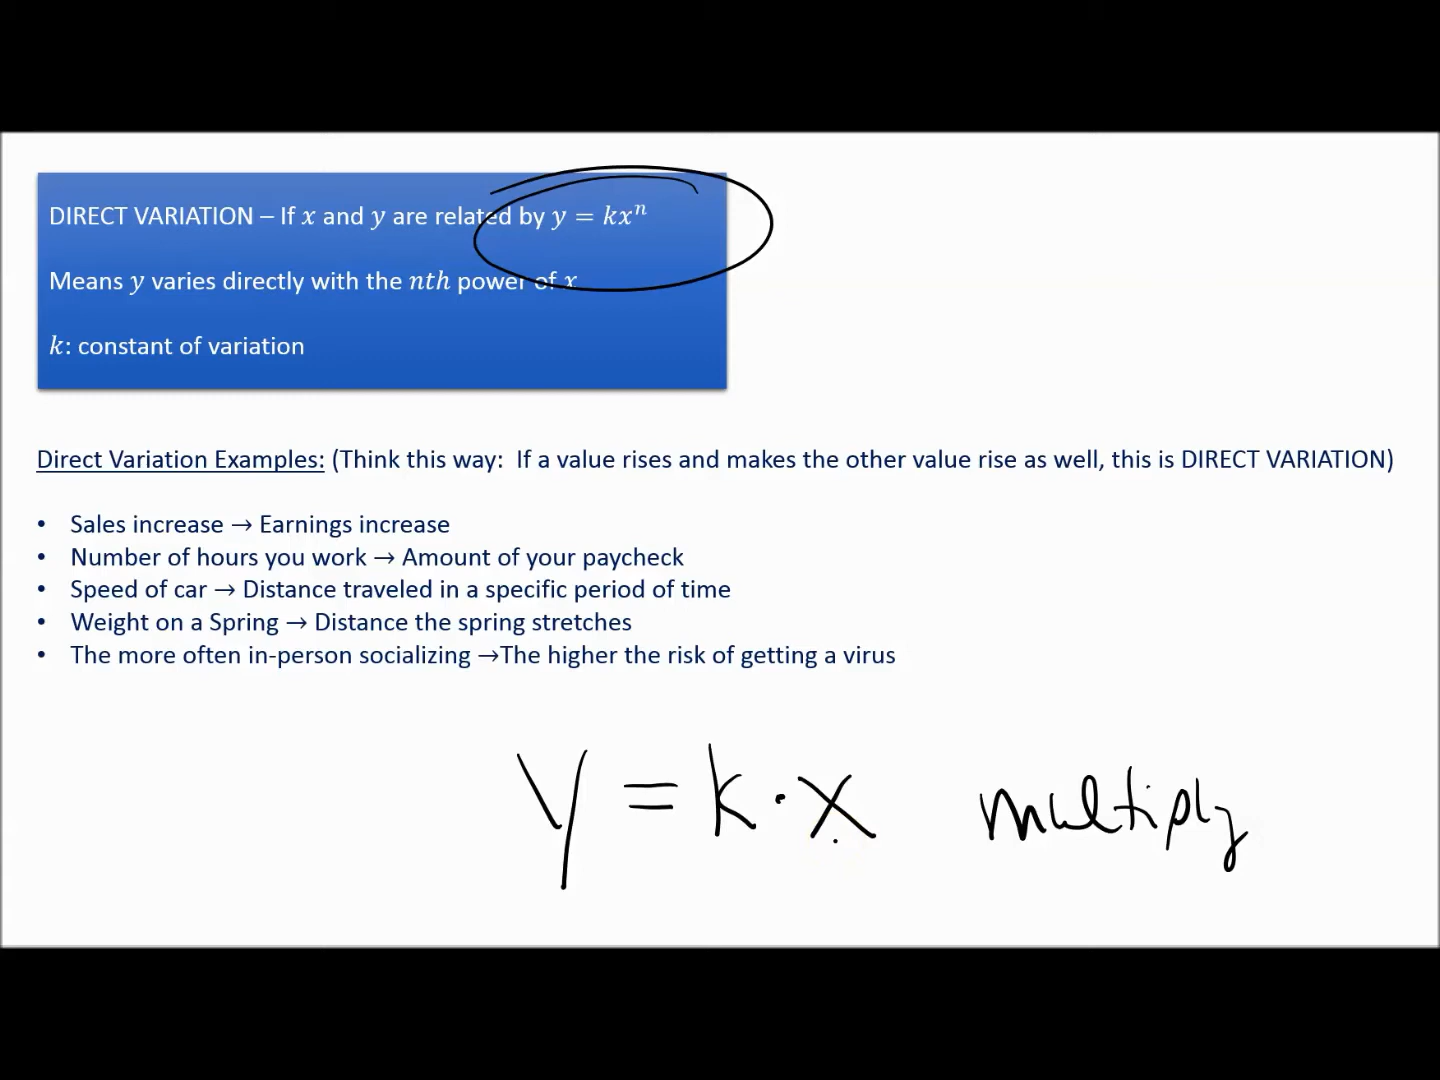 DIRECT VARIATION – If x and y are related by y = kxⁿ
Means y varies directly with the nth power of x
k: constant of variation
Direct Variation Examples: (Think this way: If a value rises and makes the other value rise as well, this is DIRECT VARIATION)
• Sales increase → Earnings increase
• Number of hours you work → Amount of your paycheck
• Speed of car → Distance traveled in a specific period of time
• Weight on a Spring → Distance the spring stretches
• The more often in-person socializing →The higher the risk of getting a virus
y = k · x multiply